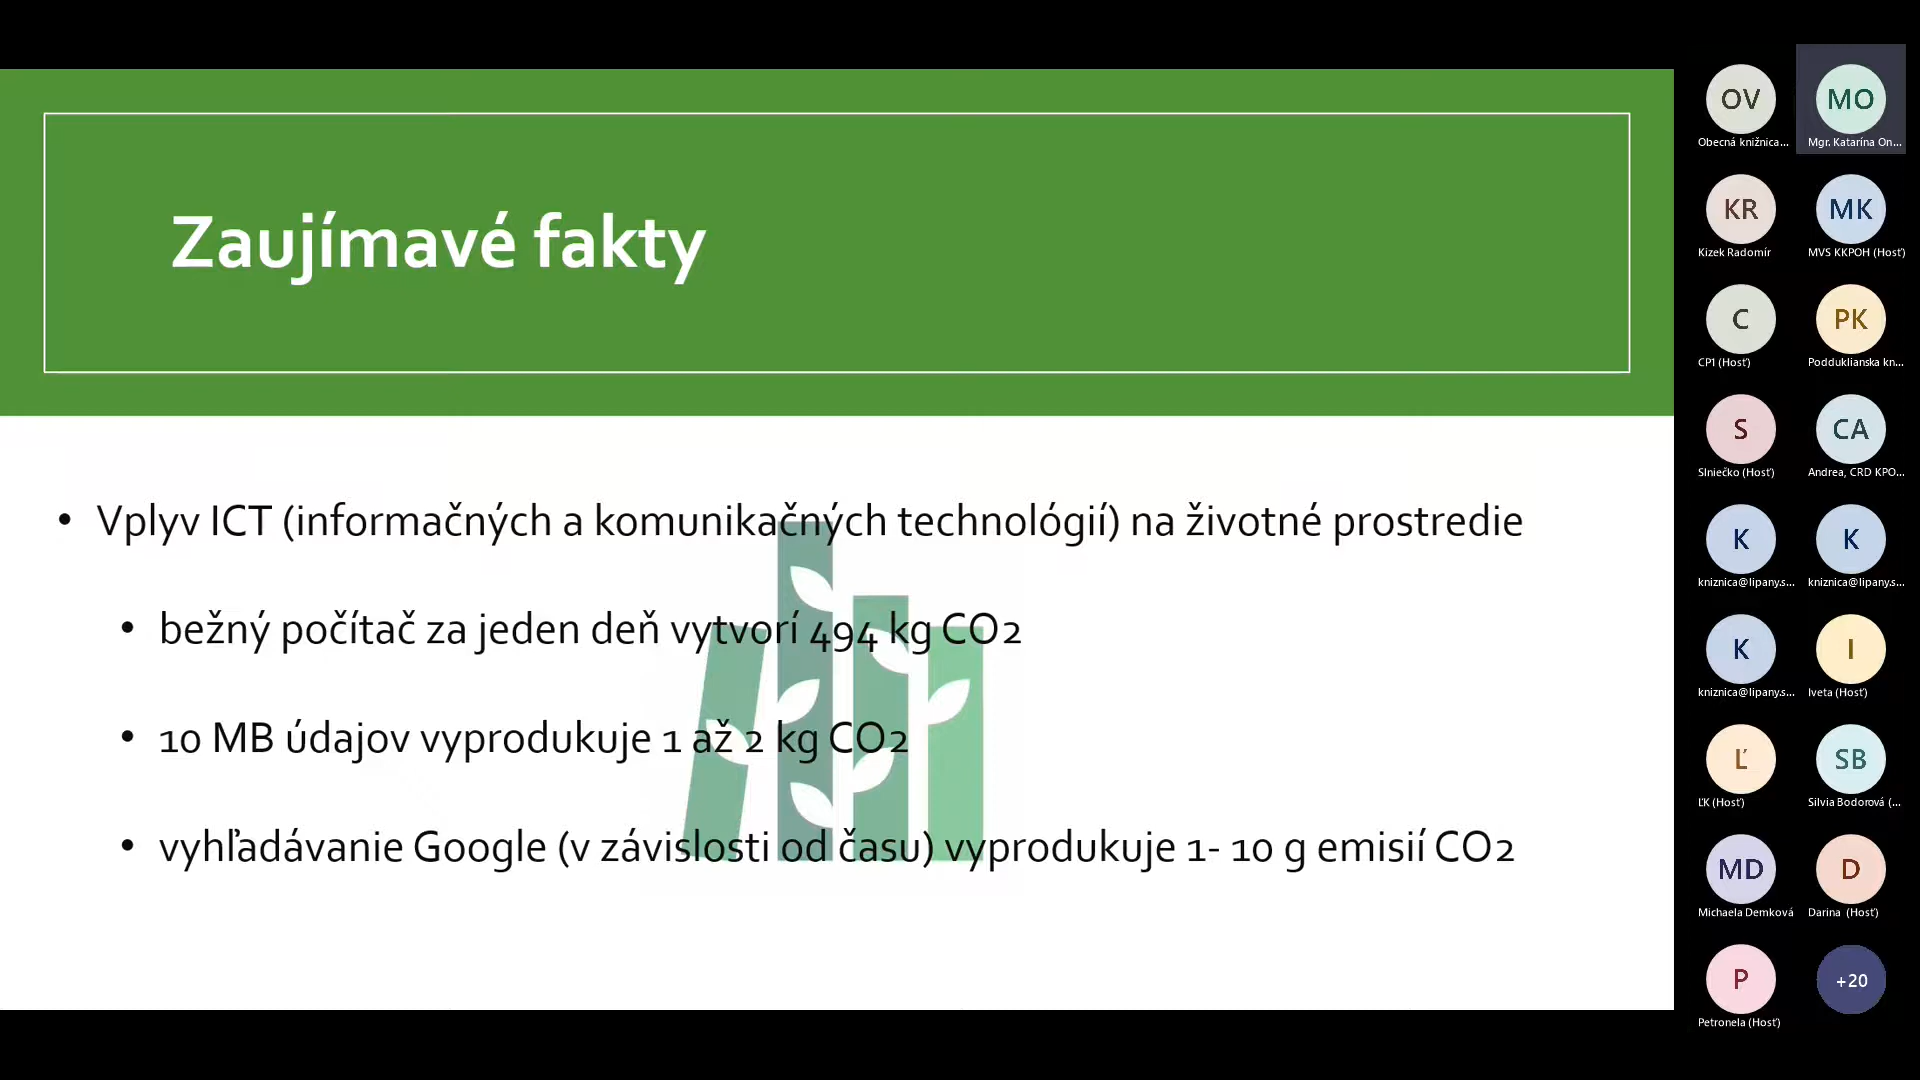 Zaujímavé fakty
• Vplyv ICT (informačných a komunikačných technológií) na životné prostredie
• bežný počítač za jeden deň vytvorí 494 kg CO2
• 10 MB údajov vyprodukuje 1 až 2 kg CO2
• vyhľadávanie Google (v závislosti od času) vyprodukuje 1- 10 g emisií CO2
OV MO
Obecná knižnica... Mgr. Katarína On...
KR MK
Kizek Radomír MVS KKPOH (Hosť)
C PK
CP1 (Hosť) Podduklianska kn...
S CA
Slniečko (Hosť) Andrea, CRD KPO...
K K
kniznica@lipany.s... kniznica@lipany.s...
K I
kniznica@lipany.s... Iveta (Hosť)
Ľ SB
ĽK (Hosť) Silvia Bodorová (...
MD D
Michaela Demková Darina (Hosť)
P +20
Petronela (Hosť)